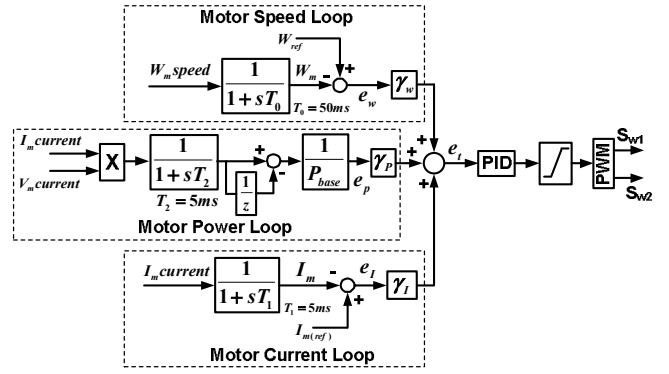 Motor Speed Loop
W_ref
W_m speed
1
1+sT_0
W_m
- +
e_w
γ_w
T_0 = 50ms
I_m current
V_m current
X
1
1+sT_2
T_2 = 5ms
1
z
+
-
1
P_base
e_p
γ_P
+
+
+
e_t
PID
PWM
S_w1
S_w2
Motor Power Loop
I_m current
1
1+sT_1
I_m
-
+
e_I
γ_I
T_1 = 5ms
I_m(ref)
Motor Current Loop